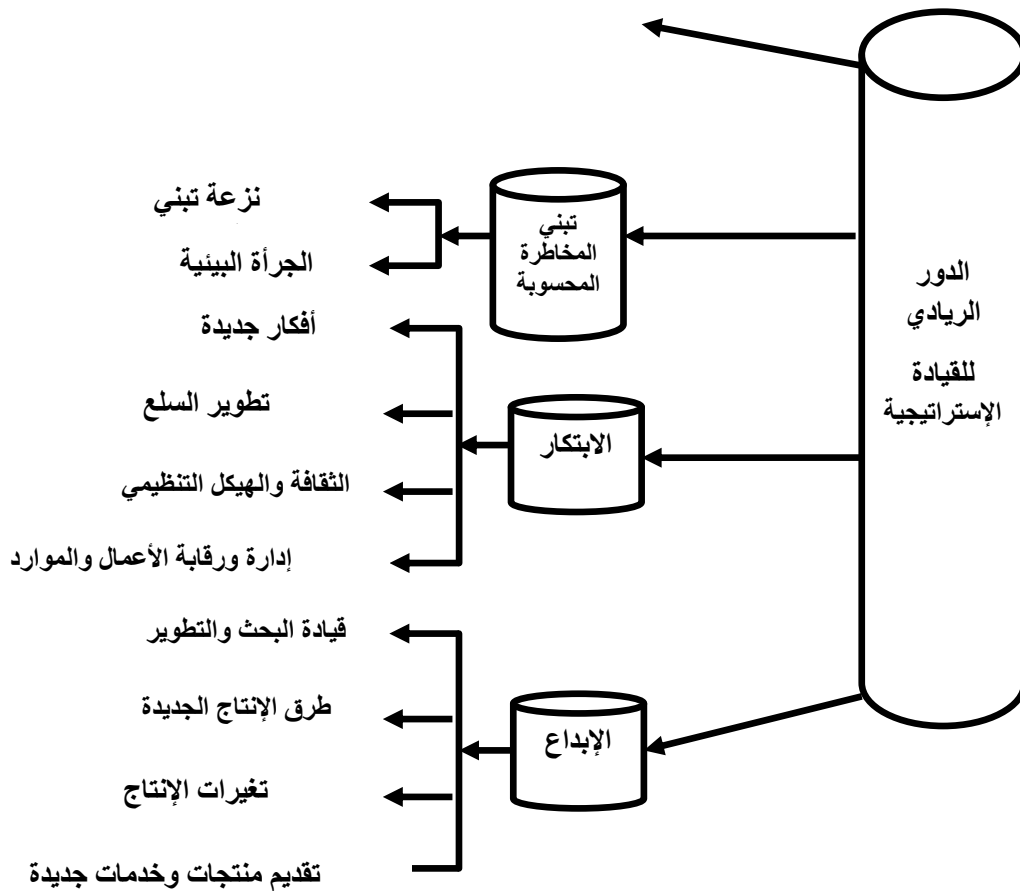 الدور
الريادي
للقيادة
الإستراتيجية
تبني
المخاطرة
المحسوبة
نزعة تبني
الجرأة البيئية
الابتكار
أفكار جديدة
تطوير السلع
الثقافة والهيكل التنظيمي
إدارة ورقابة الأعمال والموارد
الإبداع
قيادة البحث والتطوير
طرق الإنتاج الجديدة
تغيرات الإنتاج
تقديم منتجات وخدمات جديدة